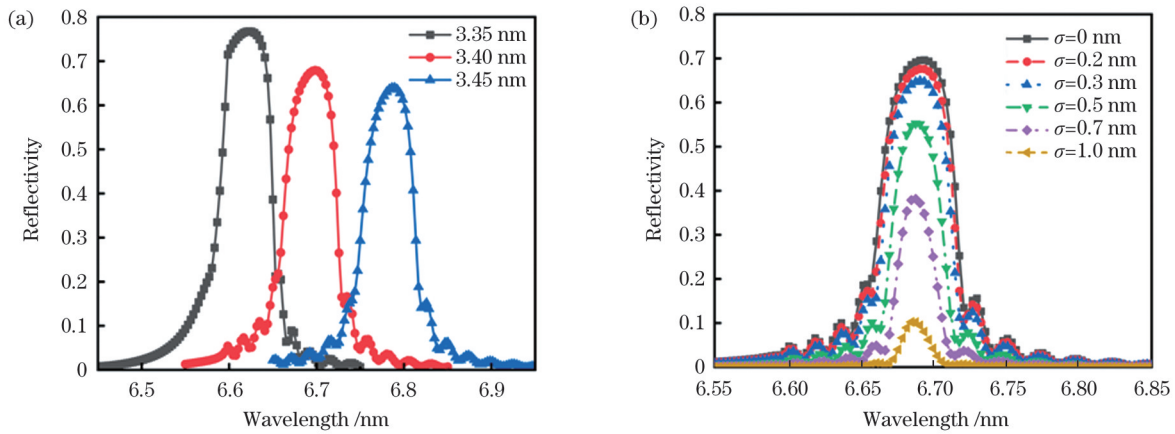 (a)
0.8
0.7
0.6
0.5
0.4
0.3
0.2
0.1
0
Reflectivity
3.35 nm
3.40 nm
3.45 nm
6.5
6.6
6.7
6.8
6.9
Wavelength /nm
(b)
0.8
0.7
0.6
0.5
0.4
0.3
0.2
0.1
0
Reflectivity
σ=0 nm
σ=0.2 nm
σ=0.3 nm
σ=0.5 nm
σ=0.7 nm
σ=1.0 nm
6.55
6.60
6.65
6.70
6.75
6.80
6.85
Wavelength /nm